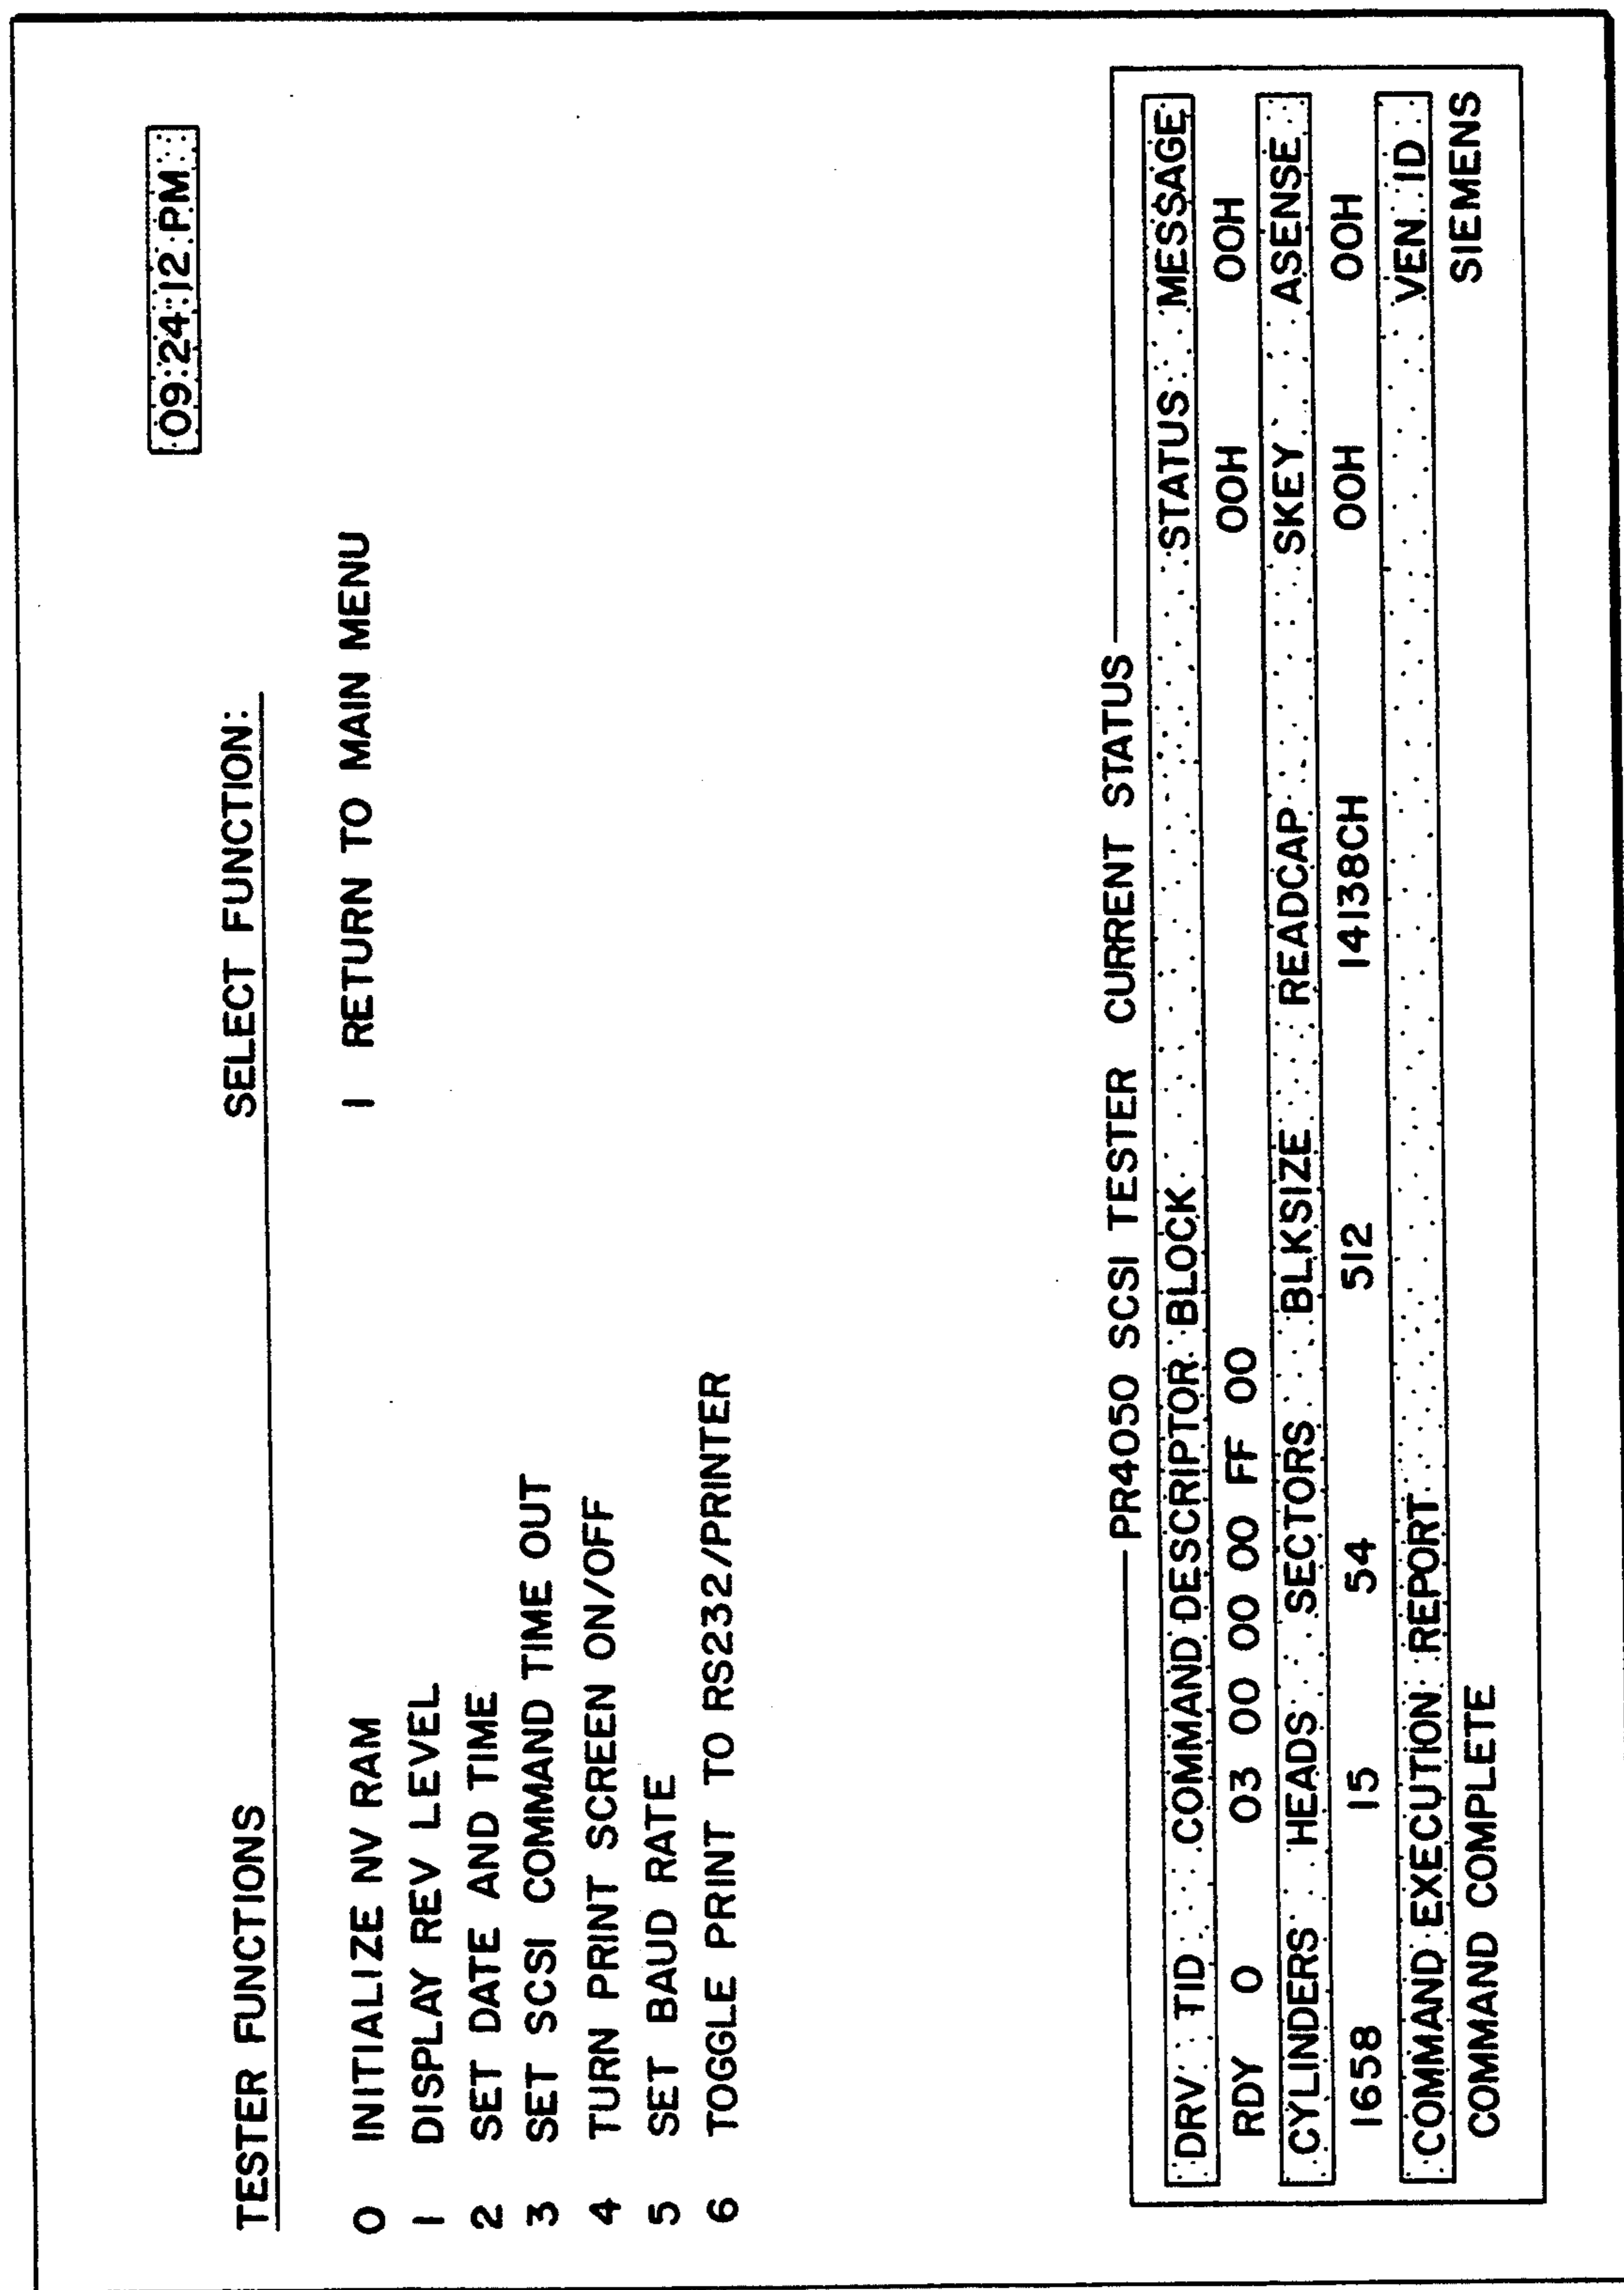 09:24:12 PM
TESTER FUNCTIONS SELECT FUNCTION:
0 INITIALIZE NV RAM I RETURN TO MAIN MENU
1 DISPLAY REV LEVEL
2 SET DATE AND TIME
3 SET SCSI COMMAND TIME OUT
4 TURN PRINT SCREEN ON/OFF
5 SET BAUD RATE
6 TOGGLE PRINT TO RS232/PRINTER
PR4050 SCSI TESTER CURRENT STATUS
DRV TID COMMAND DESCRIPTOR BLOCK STATUS MESSAGE
RDY 0 03 00 00 00 FF 00 00H 00H
CYLINDERS HEADS SECTORS BLKSIZE READCAP SKEY ASENSE
1658 15 54 512 14138CH 00H 00H
COMMAND EXECUTION REPORT VEN ID
COMMAND COMPLETE SIEMENS